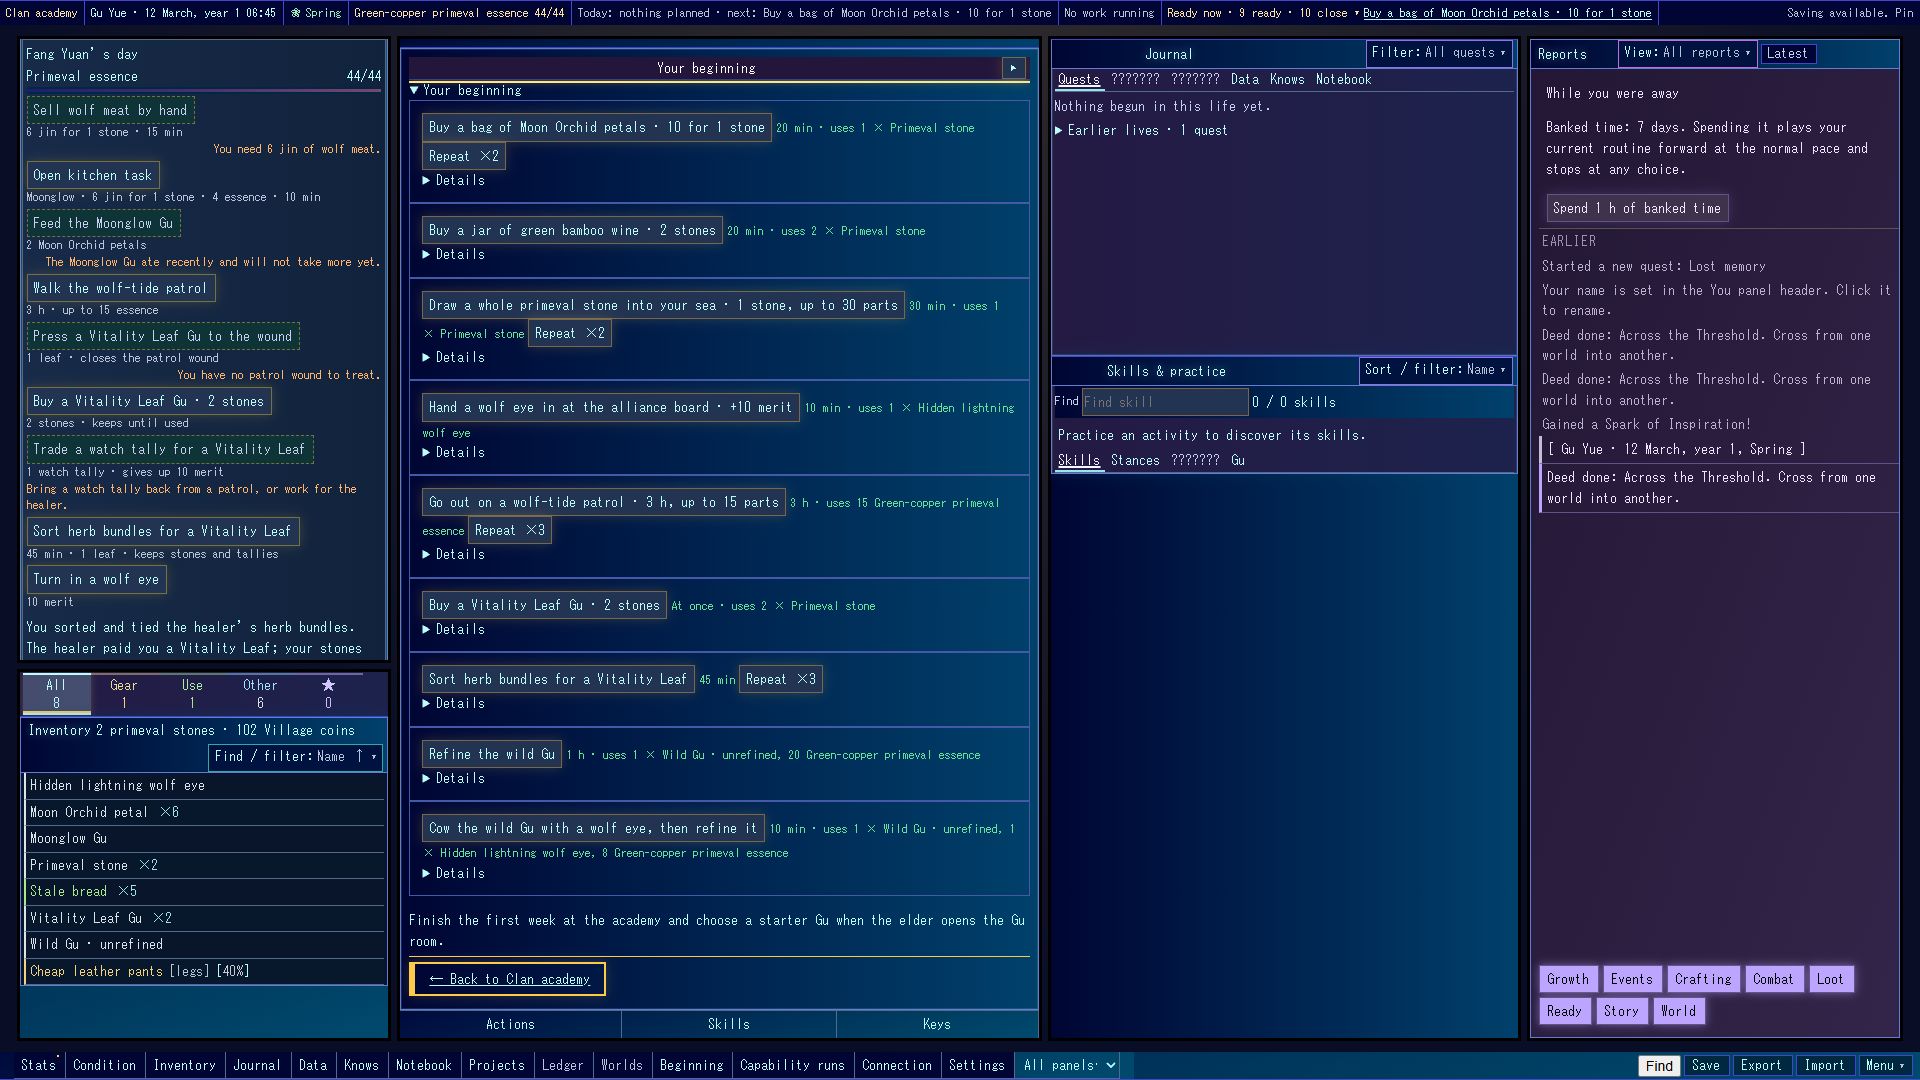 Clan academy
Gu Yue · 12 March, year 1 06:45
❀ Spring
Green-copper primeval essence 44/44
Today: nothing planned · next: Buy a bag of Moon Orchid petals · 10 for 1 stone
No work running
Ready now · 9 ready · 10 close ▾ Buy a bag of Moon Orchid petals · 10 for 1 stone
Saving available. Pin
Fang Yuan's day
Primeval essence 44/44
Sell wolf meat by hand
6 jin for 1 stone · 15 min
You need 6 jin of wolf meat.
Open kitchen task
Moonglow · 6 jin for 1 stone · 4 essence · 10 min
Feed the Moonglow Gu
2 Moon Orchid petals
The Moonglow Gu ate recently and will not take more yet.
Walk the wolf-tide patrol
3 h · up to 15 essence
Press a Vitality Leaf Gu to the wound
1 leaf · closes the patrol wound
You have no patrol wound to treat.
Buy a Vitality Leaf Gu · 2 stones
2 stones · keeps until used
Trade a watch tally for a Vitality Leaf
1 watch tally · gives up 10 merit
Bring a watch tally back from a patrol, or work for the
healer.
Sort herb bundles for a Vitality Leaf
45 min · 1 leaf · keeps stones and tallies
Turn in a wolf eye
10 merit
You sorted and tied the healer's herb bundles.
The healer paid you a Vitality Leaf; your stones
All Gear Use Other ★
8 1 1 6 0
Inventory 2 primeval stones · 102 Village coins
Find / filter: Name ↑ ▾
Hidden lightning wolf eye
Moon Orchid petal ×6
Moonglow Gu
Primeval stone ×2
Stale bread ×5
Vitality Leaf Gu ×2
Wild Gu · unrefined
Cheap leather pants [legs] [40%]
Your beginning
▶
▼ Your beginning
Buy a bag of Moon Orchid petals · 10 for 1 stone 20 min · uses 1 × Primeval stone
Repeat ×2
▶ Details
Buy a jar of green bamboo wine · 2 stones 20 min · uses 2 × Primeval stone
▶ Details
Draw a whole primeval stone into your sea · 1 stone, up to 30 parts 30 min · uses 1
× Primeval stone Repeat ×2
▶ Details
Hand a wolf eye in at the alliance board · +10 merit 10 min · uses 1 × Hidden lightning
wolf eye
▶ Details
Go out on a wolf-tide patrol · 3 h, up to 15 parts 3 h · uses 15 Green-copper primeval
essence Repeat ×3
▶ Details
Buy a Vitality Leaf Gu · 2 stones At once · uses 2 × Primeval stone
▶ Details
Sort herb bundles for a Vitality Leaf 45 min Repeat ×3
▶ Details
Refine the wild Gu 1 h · uses 1 × Wild Gu · unrefined, 20 Green-copper primeval essence
▶ Details
Cow the wild Gu with a wolf eye, then refine it 10 min · uses 1 × Wild Gu · unrefined, 1
× Hidden lightning wolf eye, 8 Green-copper primeval essence
▶ Details
Finish the first week at the academy and choose a starter Gu when the elder opens the Gu
room.
← Back to Clan academy
Actions Skills Keys
Journal
Filter: All quests ▾
Quests ??????? ??????? Data Knows Notebook
Nothing begun in this life yet.
▶ Earlier lives · 1 quest
Skills & practice
Sort / filter: Name ▾
Find Find skill 0 / 0 skills
Practice an activity to discover its skills.
Skills Stances ??????? Gu
Reports
View: All reports ▾
Latest
While you were away
Banked time: 7 days. Spending it plays your
current routine forward at the normal pace and
stops at any choice.
Spend 1 h of banked time
EARLIER
Started a new quest: Lost memory
Your name is set in the You panel header. Click it
to rename.
Deed done: Across the Threshold. Cross from one
world into another.
Deed done: Across the Threshold. Cross from one
world into another.
Gained a Spark of Inspiration!
[ Gu Yue · 12 March, year 1, Spring ]
Deed done: Across the Threshold. Cross from one
world into another.
Growth Events Crafting Combat Loot
Ready Story World
Stats Condition Inventory Journal Data Knows Notebook Projects Ledger Worlds Beginning Capability runs Connection Settings All panels·
Find Save Export Import Menu ▾